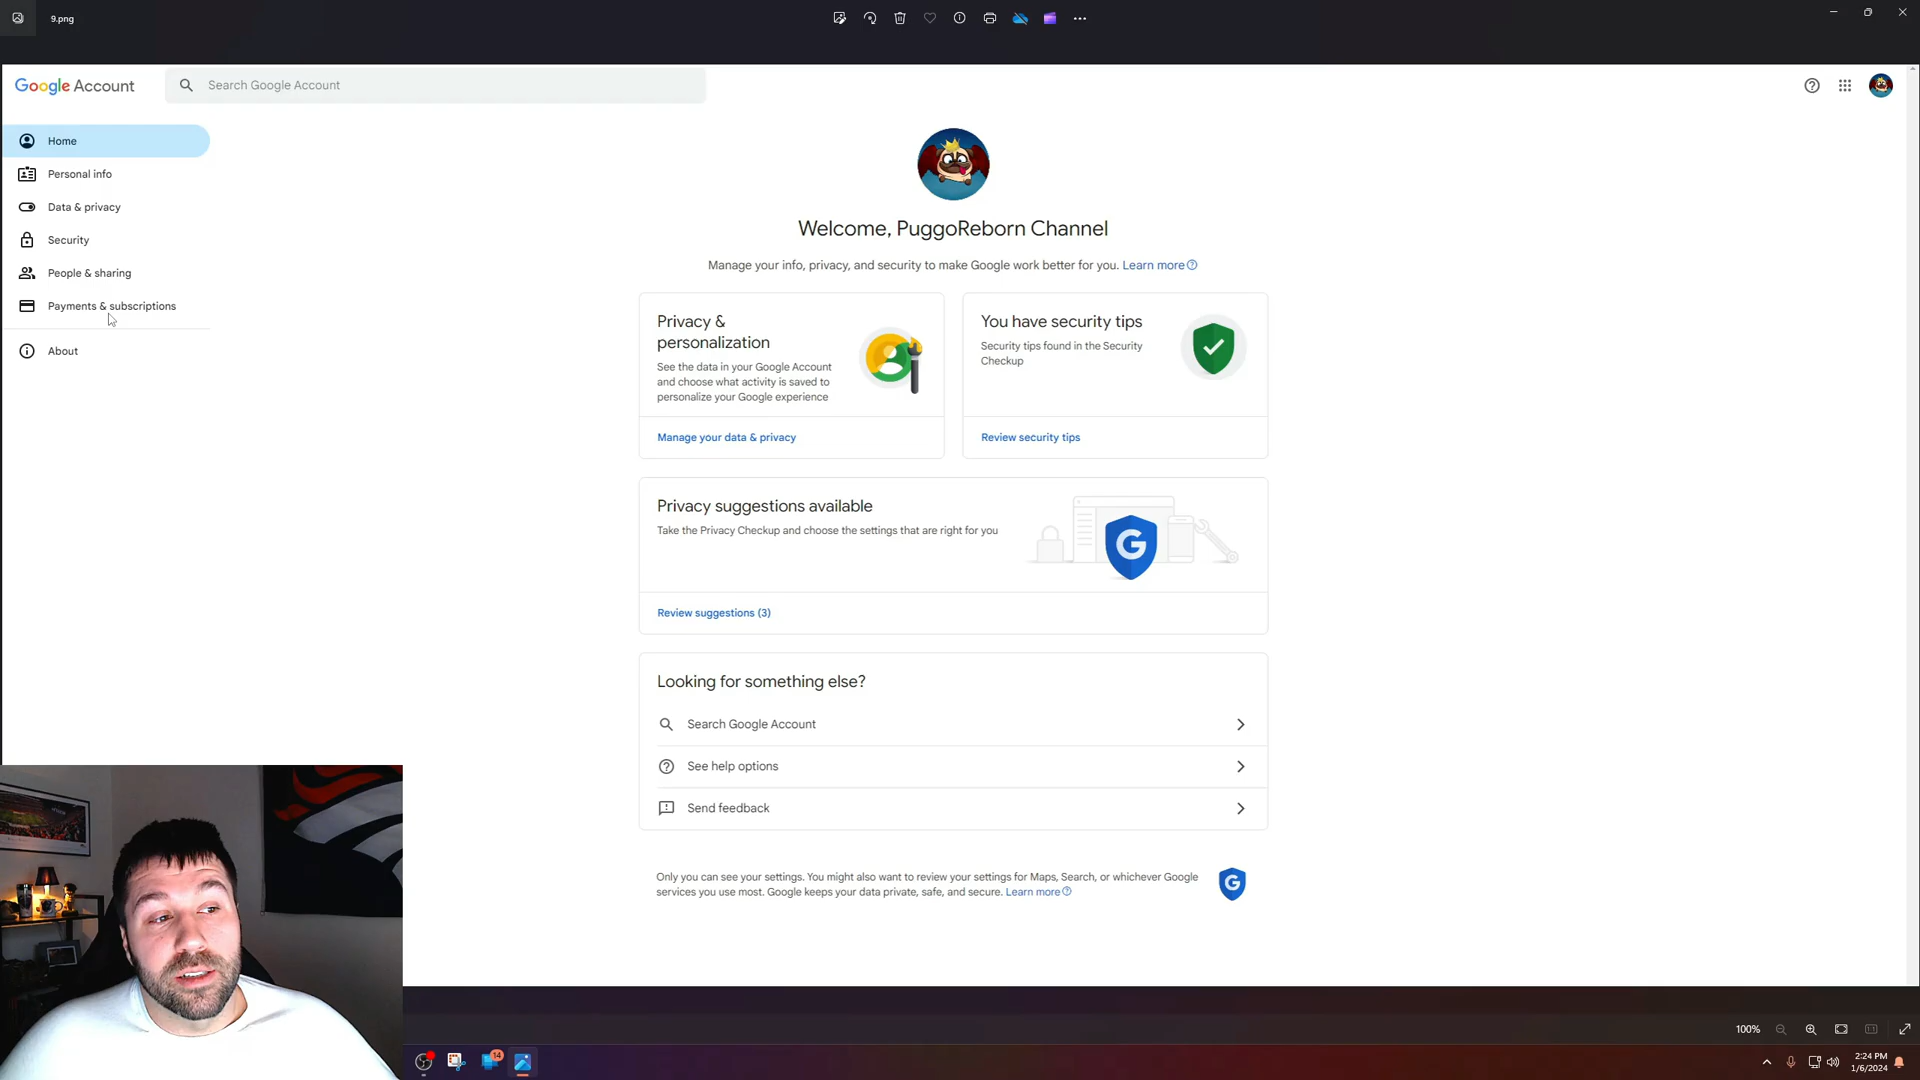 9.png
Google Account
Search Google Account
Home
Personal info
Data & privacy
Security
People & sharing
Payments & subscriptions
About
Welcome, PuggoReborn Channel
Manage your info, privacy, and security to make Google work better for you. Learn more
Privacy &
personalization
See the data in your Google Account
and choose what activity is saved to
personalize your Google experience
Manage your data & privacy
You have security tips
Security tips found in the Security
Checkup
Review security tips
Privacy suggestions available
Take the Privacy Checkup and choose the settings that are right for you
G
Review suggestions (3)
Looking for something else?
Search Google Account
See help options
Send feedback
Only you can see your settings. You might also want to review your settings for Maps, Search, or whichever Google
services you use most. Google keeps your data private, safe, and secure. Learn more
G
100%
14
2:24 PM
1/6/2024